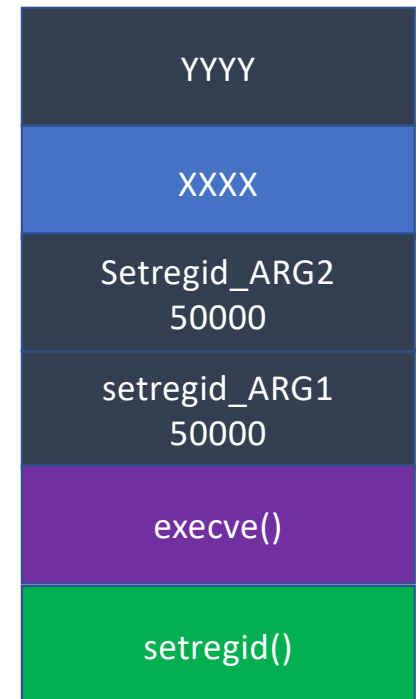 YYYY
XXXX
Setregid_ARG2
50000
setregid_ARG1
50000
execve()
setregid()